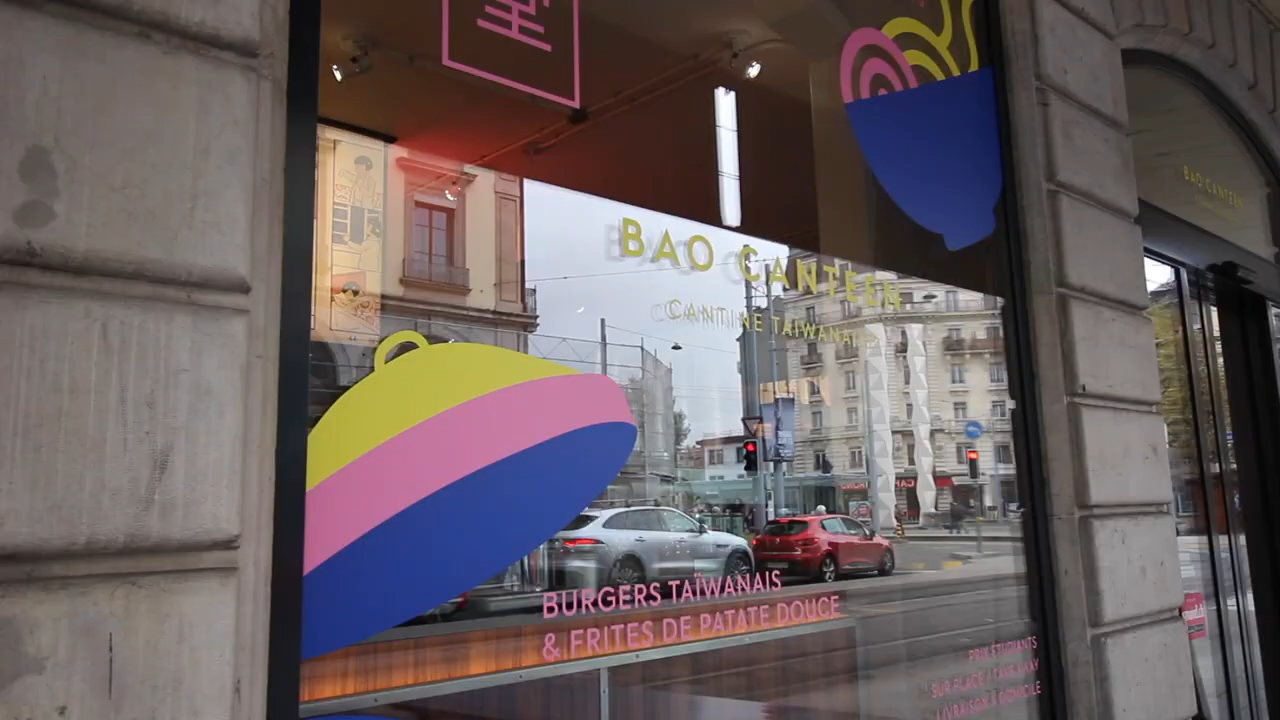 BAO CANTEEN
CANTINE TAIWANAISE
BAO CANTEEN
BURGERS TAÏWANAIS
& FRITES DE PATATE DOUCE
PRIX ÉTUDIANTS
SUR PLACE / TAKE AWAY
LIVRAISON À DOMICILE